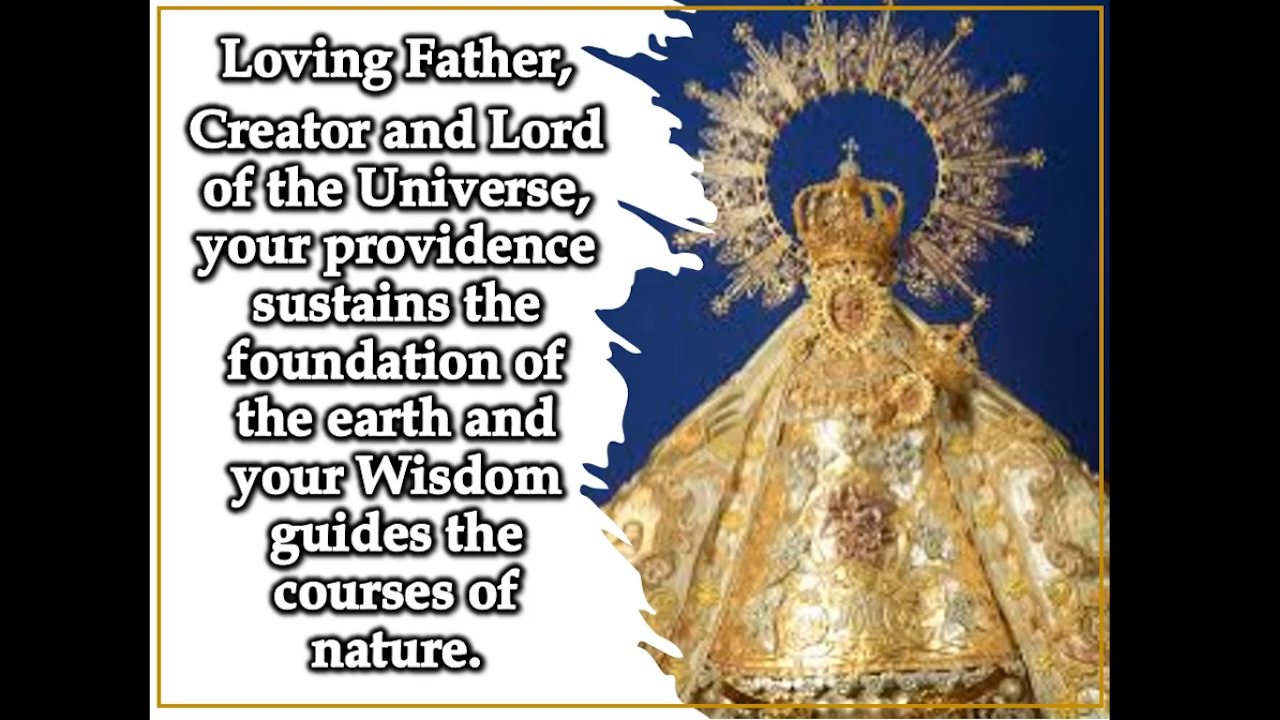 Loving Father,
Creator and Lord
of the Universe,
your providence
sustains the
foundation of
the earth and
your Wisdom
guides the
courses of
nature.